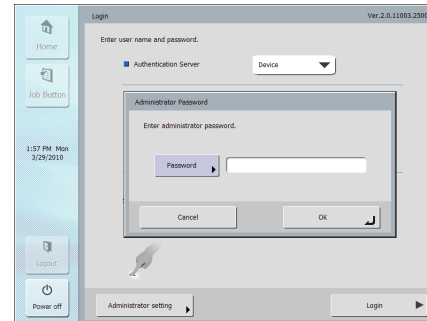 Login
Ver.2.0.11003.2500
Home
Enter user name and password.
Authentication Server
Device
Job Button
Administrator Password
Enter administrator password.
1:57 PM Mon
3/29/2010
Password
Cancel
OK
Logout
Power off
Administrator setting
Login